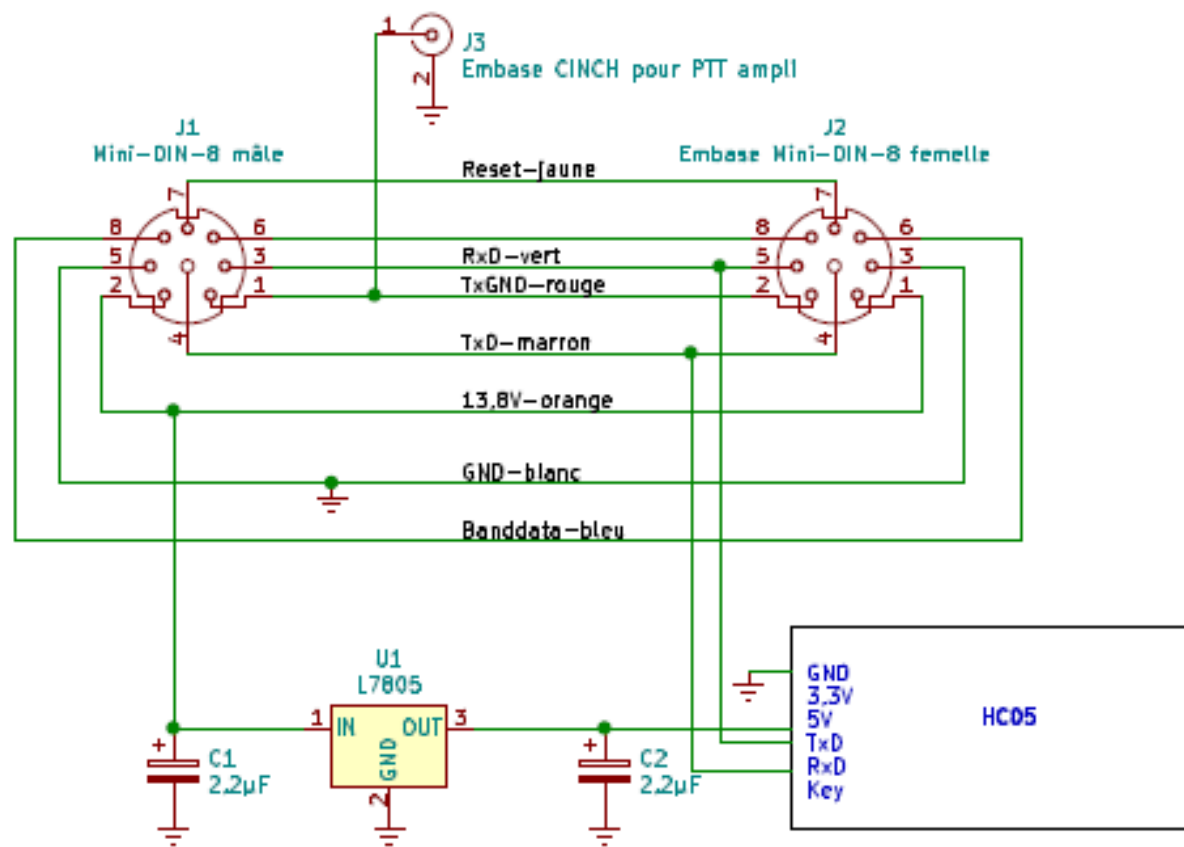 1
J3
Embase CINCH pour PTT ampli
2
J1
Mini-DIN-8 mâle
J2
Embase Mini-DIN-8 femelle
Reset-jaune
7
7
8
6
8
6
5
3
RxD-vert
5
3
2
1
TxGND-rouge
2
1
4
TxD-marron
4
13,8V-orange
GND-blanc
Banddata-bleu
U1
L7805
1
IN
OUT
3
GND
2
+
C1
2,2µF
+
C2
2,2µF
GND
3,3V
5V
TxD
RxD
Key
HC05